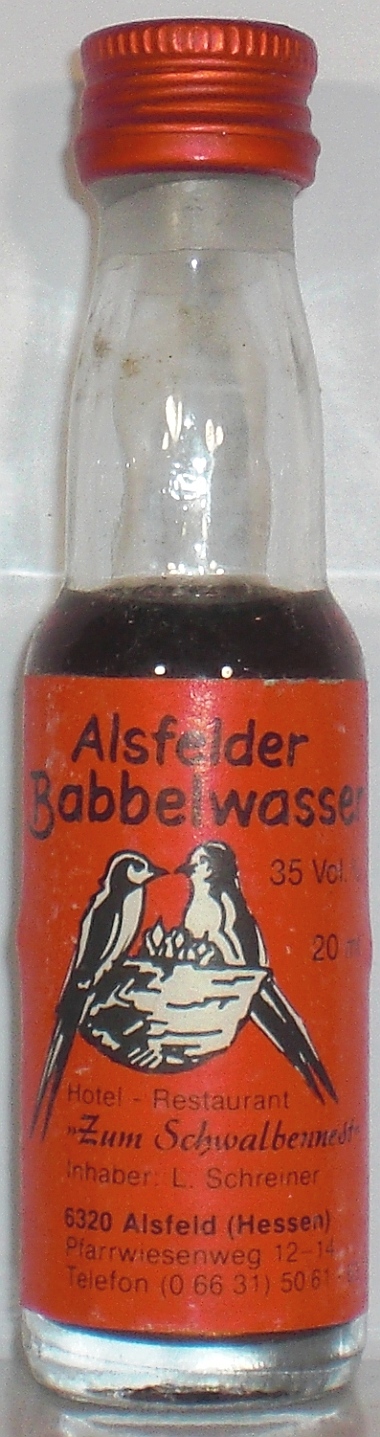 Alsfelder
Babbelwasser
35 Vol.
20 ml
Hotel - Restaurant
„Zum Schwalbennest"
Inhaber: L. Schreiner
6320 Alsfeld (Hessen)
Pfarrwiesenweg 12-14
Telefon (0 66 31) 50 61